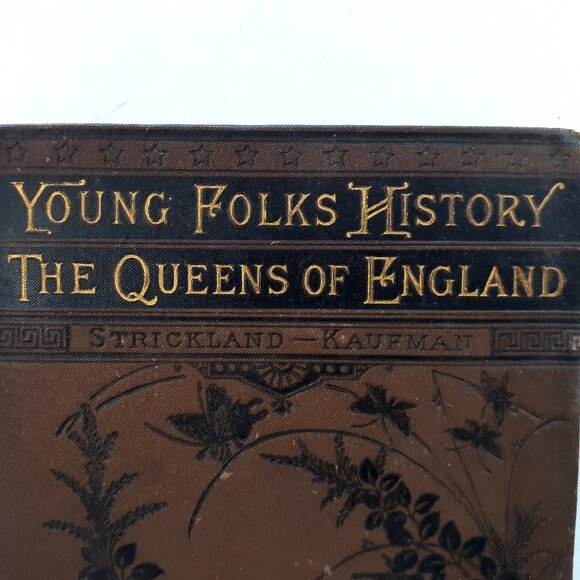 YOUNG FOLKS HISTORY
THE QUEENS OF ENGLAND
STRICKLAND—KAUFMAN